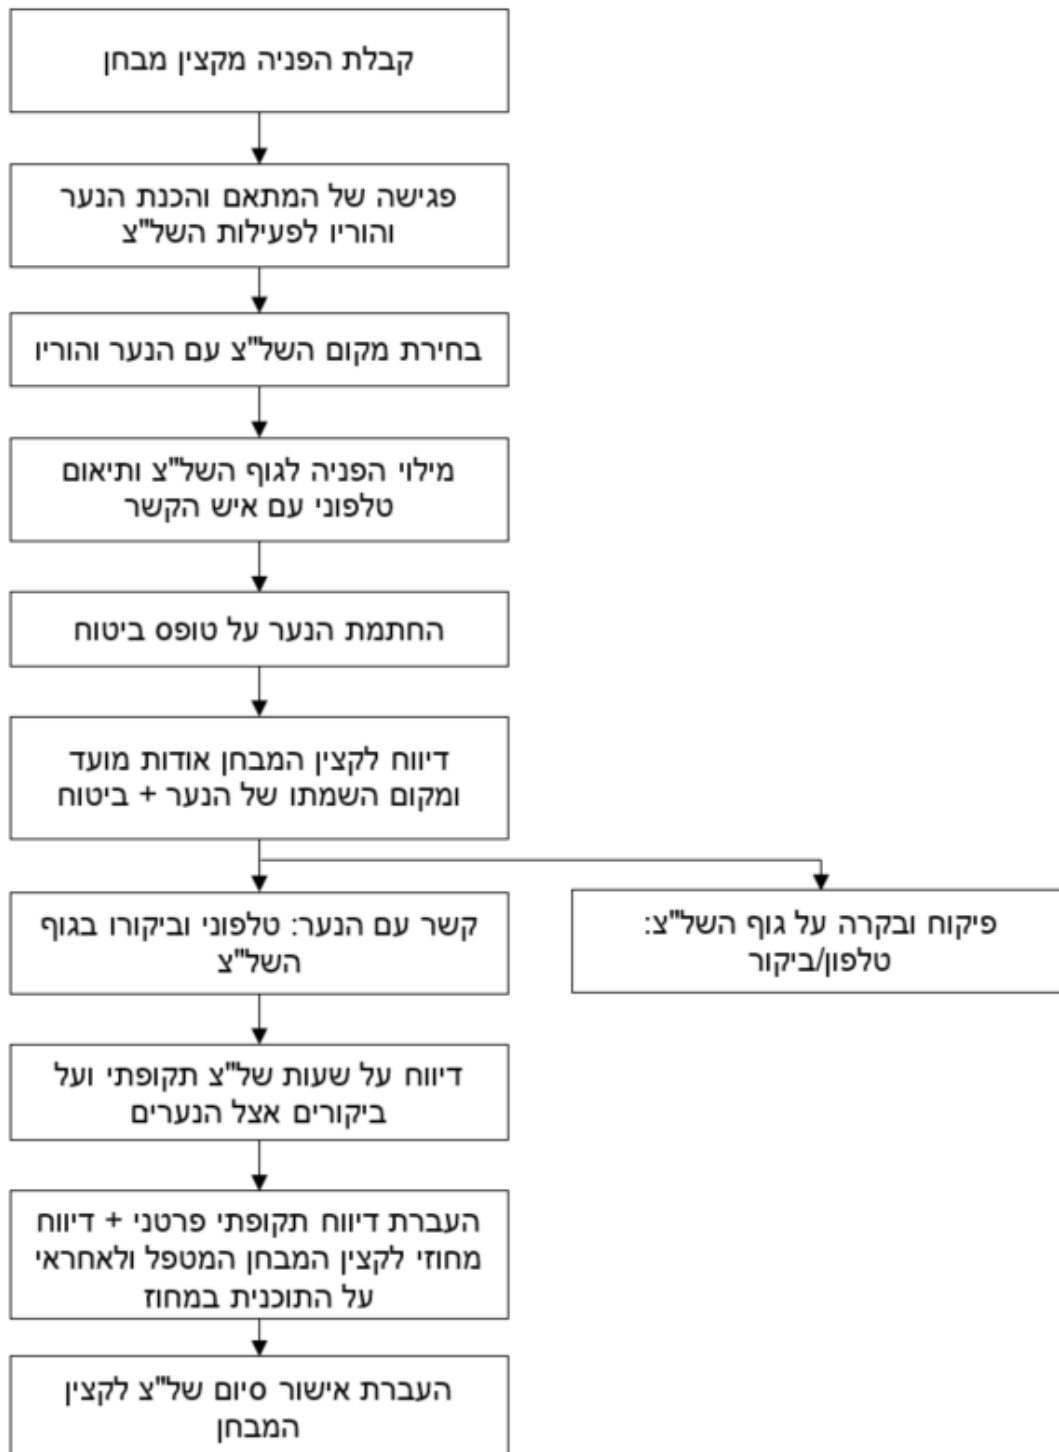 קבלת הפניה מקצין מבחן
פגישה של המתאם והכנת הנער
והוריו לפעילות השל"צ
בחירת מקום השל"צ עם הנער והוריו
מילוי הפניה לגוף השל"צ ותיאום
טלפוני עם איש הקשר
החתמת הנער על טופס ביטוח
דיווח לקצין המבחן אודות מועד
ומקום השמתו של הנער + ביטוח
קשר עם הנער: טלפוני וביקורו בגוף
השל"צ
פיקוח ובקרה על גוף השל"צ:
טלפון/ביקור
דיווח על שעות של"צ תקופתי ועל
ביקורים אצל הנערים
העברת דיווח תקופתי פרטני + דיווח
מחוזי לקצין המבחן המטפל ולאחראי
על התוכנית במחוז
העברת אישור סיום של"צ לקצין
המבחן